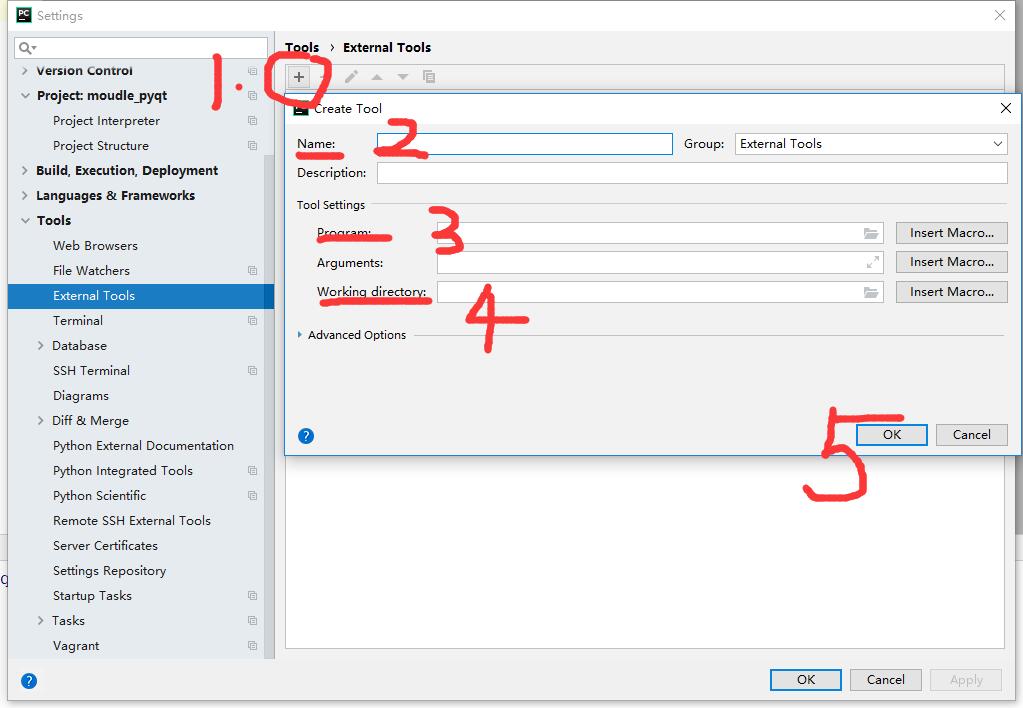 PC Settings
Tools › External Tools
Version Control
1.
Project: moudle_pyqt
Create Tool
Project Interpreter
Name:
2
Group:
External Tools
Project Structure
Build, Execution, Deployment
Description:
Languages & Frameworks
Tool Settings
Tools
Program:
3
Insert Macro...
Web Browsers
File Watchers
Arguments:
Insert Macro...
External Tools
Working directory:
4
Insert Macro...
Terminal
Advanced Options
Database
SSH Terminal
Diagrams
Diff & Merge
5
OK
Cancel
Python External Documentation
Python Integrated Tools
Python Scientific
Remote SSH External Tools
Server Certificates
Settings Repository
q
Startup Tasks
Tasks
Vagrant
OK
Cancel
Apply